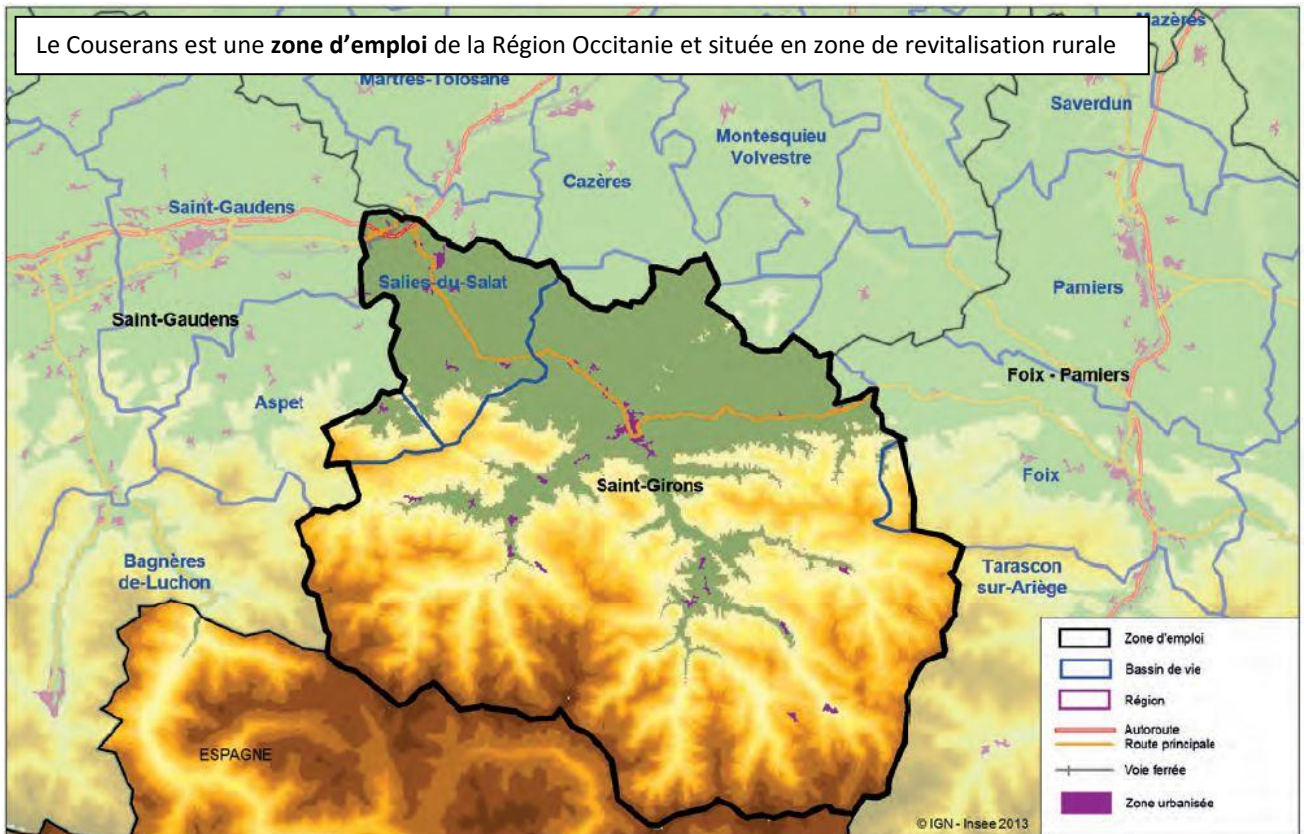 Le Couserans est une zone d'emploi de la Région Occitanie et située en zone de revitalisation rurale
Mazères
Martres-Tolosane
Saverdun
Montesquieu
Volvestre
Cazères
Saint-Gaudens
Salies-du-Salat
Pamiers
Saint-Gaudens
Foix - Pamiers
Aspet
Foix
Saint-Girons
Bagnères
de-Luchon
Tarascon
sur-Ariège
ESPAGNE
Zone d'emploi
Bassin de vie
Région
Autoroute
Route principale
Voie ferrée
Zone urbanisée
© IGN - Insee 2013